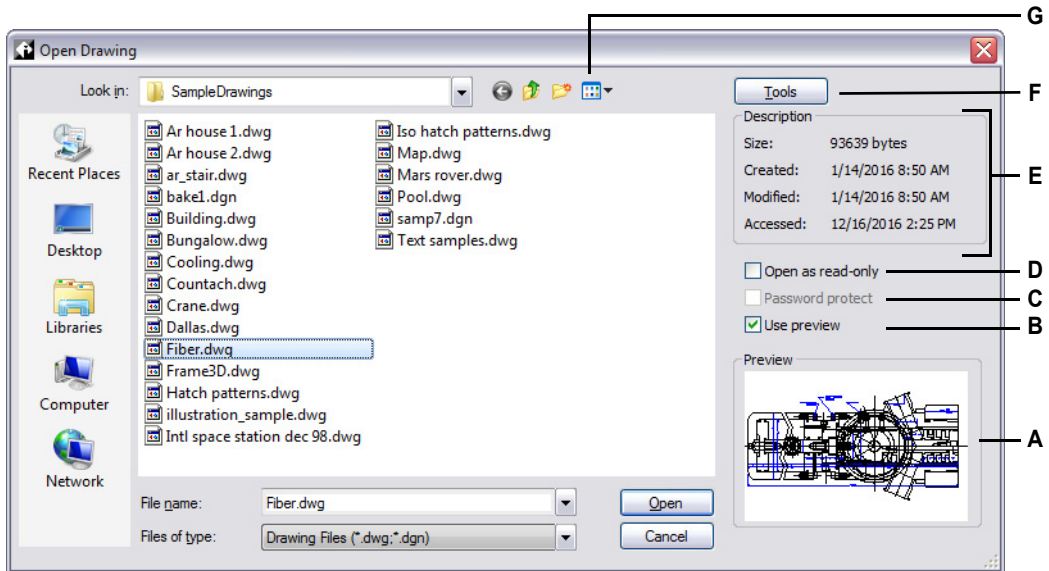 G
Open Drawing
Look in:
SampleDrawings
Tools
F
Recent Places
Desktop
Libraries
Computer
Network
Ar house 1.dwg
Ar house 2.dwg
ar_stair.dwg
bake1.dgn
Building.dwg
Bungalow.dwg
Cooling.dwg
Countach.dwg
Crane.dwg
Dallas.dwg
Fiber.dwg
Frame3D.dwg
Hatch patterns.dwg
illustration_sample.dwg
Intl space station dec 98.dwg
Iso hatch patterns.dwg
Map.dwg
Mars rover.dwg
Pool.dwg
samp7.dgn
Text samples.dwg
Description
Size: 93639 bytes
Created: 1/14/2016 8:50 AM
Modified: 1/14/2016 8:50 AM
Accessed: 12/16/2016 2:25 PM
E
Open as read-only
D
Password protect
C
Use preview
B
Preview
A
File name: Fiber.dwg
Open
Files of type: Drawing Files (*.dwg;*.dgn)
Cancel